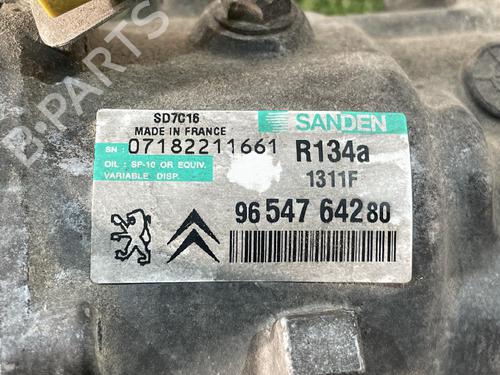 SD7C16
MADE IN FRANCE
SANDEN
SN : 07182211661
OIL : SP-10 OR EQUIV.
VARIABLE DISP.
R134a
1311F
96 547 642 80
B-PARTS